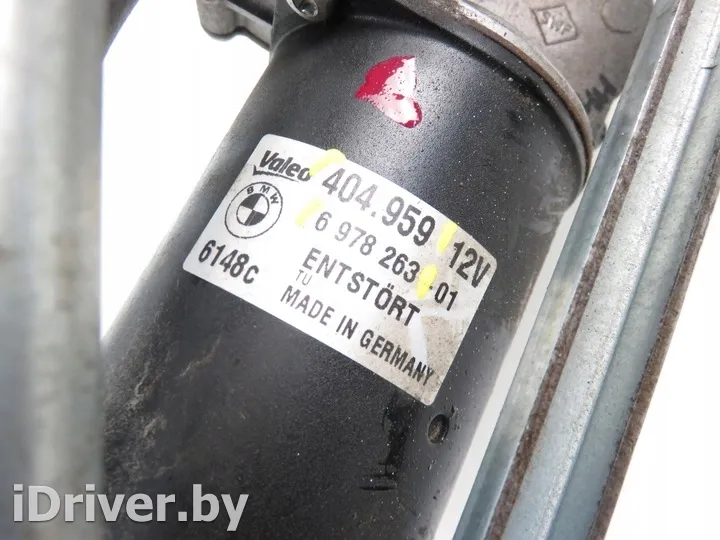 Valeo 404.959 12V
BMW 6 978 263 -01
6148c ENTSTÖRT
TU
MADE IN GERMANY
iDriver.by